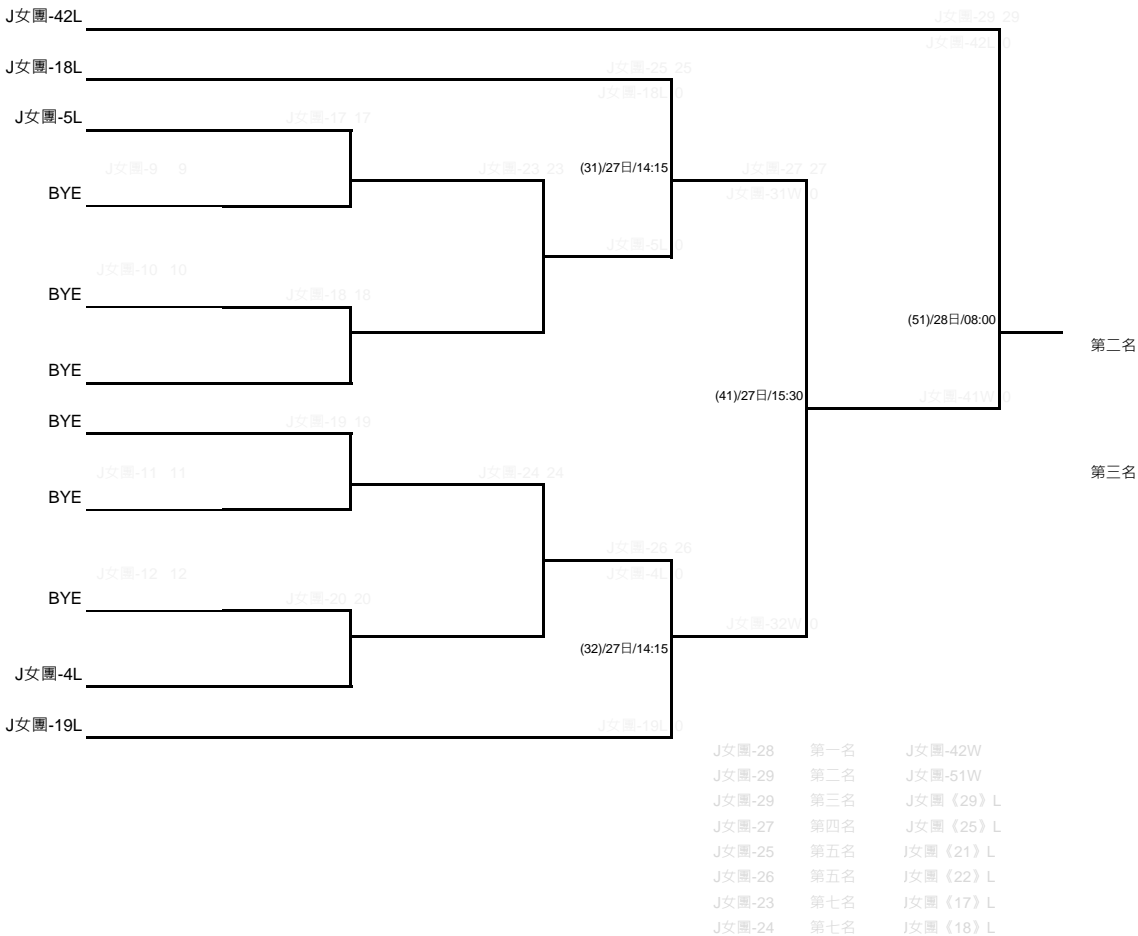 J女團-42L
J女團-29 29
J女團-42L 0
J女團-18L
J女團-25 25
J女團-18L 0
J女團-5L
J女團-17 17
J女團-9 9
J女團-23 23
(31)/27日/14:15
J女團-27 27
BYE
J女團-31W 0
J女團-5L 0
J女團-10 10
BYE
J女團-18 18
(51)/28日/08:00
第二名
BYE
(41)/27日/15:30
J女團-41W 0
BYE
J女團-19 19
J女團-11 11
J女團-24 24
第三名
BYE
J女團-26 26
J女團-12 12
J女團-4L 0
BYE
J女團-20 20
J女團-32W 0
(32)/27日/14:15
J女團-4L
J女團-19L
J女團-19L 0
J女團-28 第一名 J女團-42W
J女團-29 第二名 J女團-51W
J女團-29 第三名 J女團《29》L
J女團-27 第四名 J女團《25》L
J女團-25 第五名 J女團《21》L
J女團-26 第五名 J女團《22》L
J女團-23 第七名 J女團《17》L
J女團-24 第七名 J女團《18》L